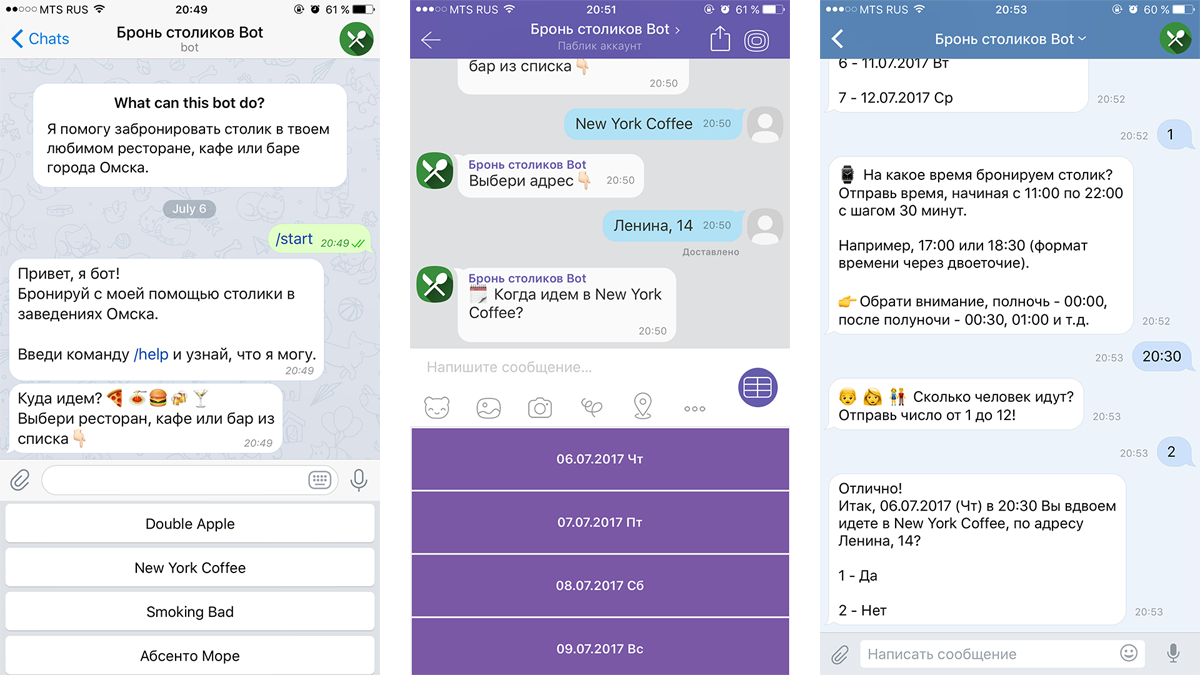 MTS RUS 20:49 61 %
Chats
Бронь столиков Bot
bot
What can this bot do?
Я помогу забронировать столик в твоем
любимом ресторане, кафе или баре
города Омска.
July 6
/start 20:49
Привет, я бот!
Бронируй с моей помощью столики в
заведениях Омска.
Введи команду /help и узнай, что я могу.
20:49
Куда идем?
Выбери ресторан, кафе или бар из
списка
20:49
Double Apple
New York Coffee
Smoking Bad
Абсенто Море
MTS RUS 20:51 61 %
Бронь столиков Bot
Паблик аккаунт
бар из списка
20:50
New York Coffee 20:50
Бронь столиков Bot
Выбери адрес 20:50
Ленина, 14 20:50
Доставлено
Бронь столиков Bot
Когда идем в New York
Coffee?
20:50
Напишите сообщение...
06.07.2017 Чт
07.07.2017 Пт
08.07.2017 Сб
09.07.2017 Вс
MTS RUS 20:53 60 %
Бронь столиков Bot
6 - 11.07.2017 Вт
7 - 12.07.2017 Ср
20:52
20:52 1
На какое время бронируем столик?
Отправь время, начиная с 11:00 по 22:00
с шагом 30 минут.
Например, 17:00 или 18:30 (формат
времени через двоеточие).
Обрати внимание, полночь - 00:00,
после полуночи - 00:30, 01:00 и т.д.
20:52
20:53 20:30
Сколько человек идут?
Отправь число от 1 до 12!
20:53
20:53 2
Отлично!
Итак, 06.07.2017 (Чт) в 20:30 Вы вдвоем
идете в New York Coffee, по адресу
Ленина, 14?
1 - Да
2 - Нет
20:53
Написать сообщение